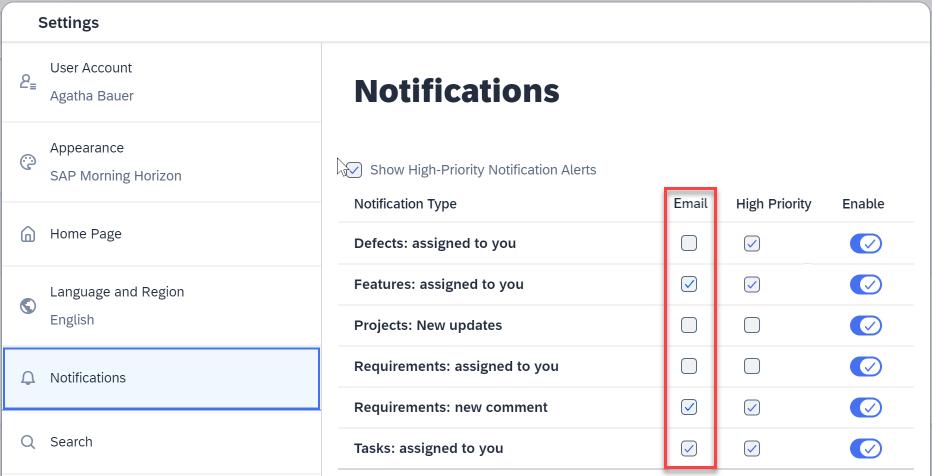 Settings
User Account
Agatha Bauer
Appearance
SAP Morning Horizon
Home Page
Language and Region
English
Notifications
Search
Notifications
Show High-Priority Notification Alerts
Notification Type Email High Priority Enable
Defects: assigned to you
Features: assigned to you
Projects: New updates
Requirements: assigned to you
Requirements: new comment
Tasks: assigned to you